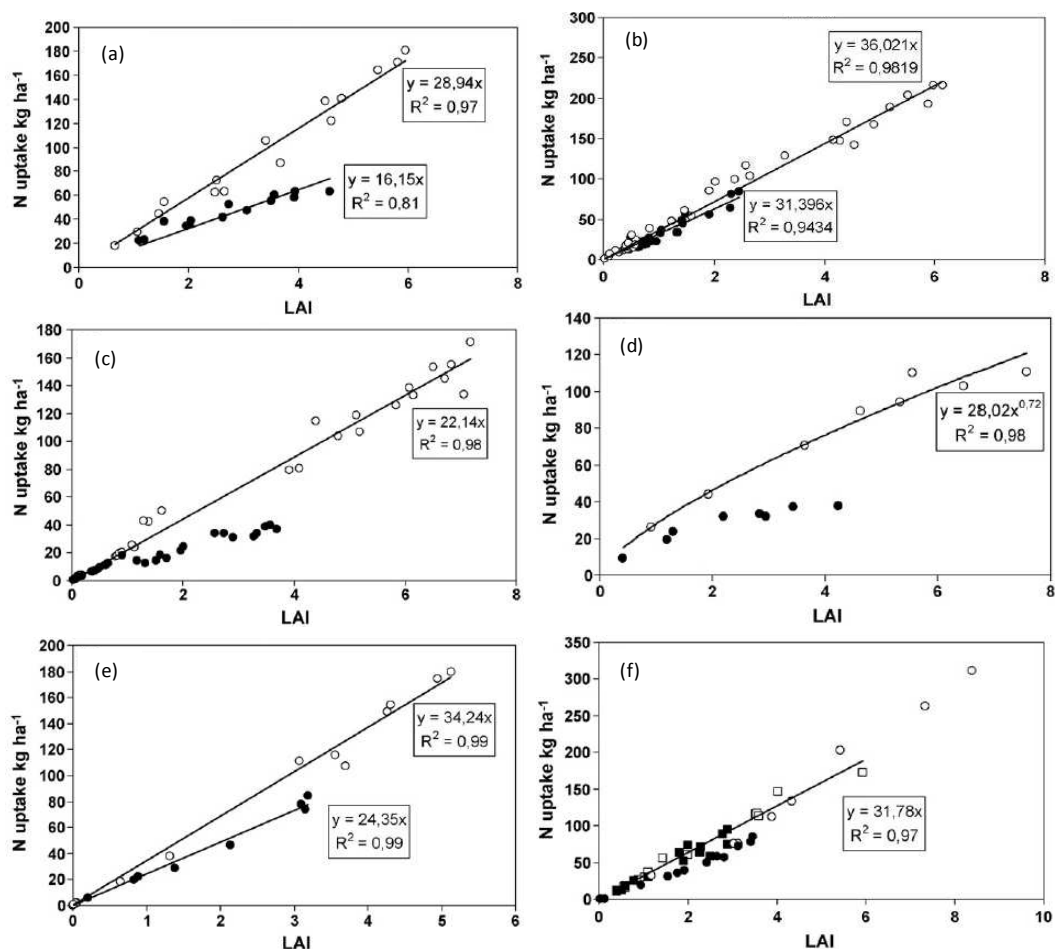 (a)
N uptake kg ha-1
200
180
160
140
120
100
80
60
40
20
0
y = 28,94x
R2 = 0,97
y = 16,15x
R2 = 0,81
0 2 4 6 8
LAI
(b)
N uptake kg ha-1
300
250
200
150
100
50
0
y = 36,021x
R2 = 0,9819
y = 31,396x
R2 = 0,9434
0 1 2 3 4 5 6 7 8
LAI
(c)
N uptake kg ha-1
180
160
140
120
100
80
60
40
20
0
y = 22,14x
R2 = 0,98
0 2 4 6 8
LAI
(d)
N uptake kg ha-1
140
120
100
80
60
40
20
0
y = 28,02x0,72
R2 = 0,98
0 2 4 6 8
LAI
(e)
N uptake kg ha-1
200
180
160
140
120
100
80
60
40
20
0
y = 34,24x
R2 = 0,99
y = 24,35x
R2 = 0,99
0 1 2 3 4 5 6
LAI
(f)
N uptake kg ha-1
350
300
250
200
150
100
50
0
y = 31,78x
R2 = 0,97
0 2 4 6 8 10
LAI